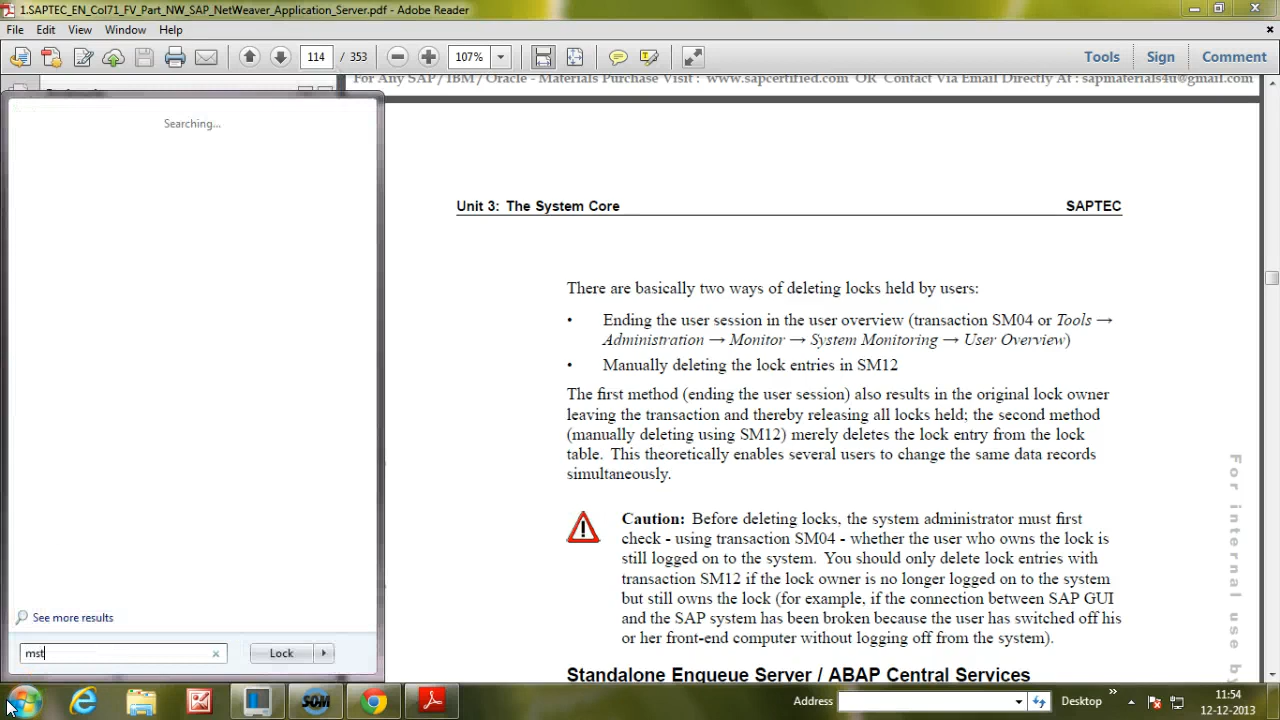 1.SAPTEC_EN_Col71_FV_Part_NW_SAP_NetWeaver_Application_Server.pdf - Adobe Reader
File Edit View Window Help
114 / 353 107% Tools Sign Comment
For Any SAP / IBM / Oracle - Materials Purchase Visit : www.sapcertified.com OR Contact Via Email Directly At : sapmaterials4u@gmail.com
Searching...
Unit 3: The System Core SAPTEC
There are basically two ways of deleting locks held by users:
• Ending the user session in the user overview (transaction SM04 or Tools →
Administration → Monitor → System Monitoring → User Overview)
• Manually deleting the lock entries in SM12
The first method (ending the user session) also results in the original lock owner
leaving the transaction and thereby releasing all locks held; the second method
(manually deleting using SM12) merely deletes the lock entry from the lock
table. This theoretically enables several users to change the same data records
simultaneously.
Caution: Before deleting locks, the system administrator must first
check - using transaction SM04 - whether the user who owns the lock is
still logged on to the system. You should only delete lock entries with
transaction SM12 if the lock owner is no longer logged on to the system
but still owns the lock (for example, if the connection between SAP GUI
and the SAP system has been broken because the user has switched off his
or her front-end computer without logging off from the system).
Standalone Enqueue Server / ABAP Central Services
For internal use by
See more results
mst
Lock
SOM
Address Desktop » 11:54
12-12-2013